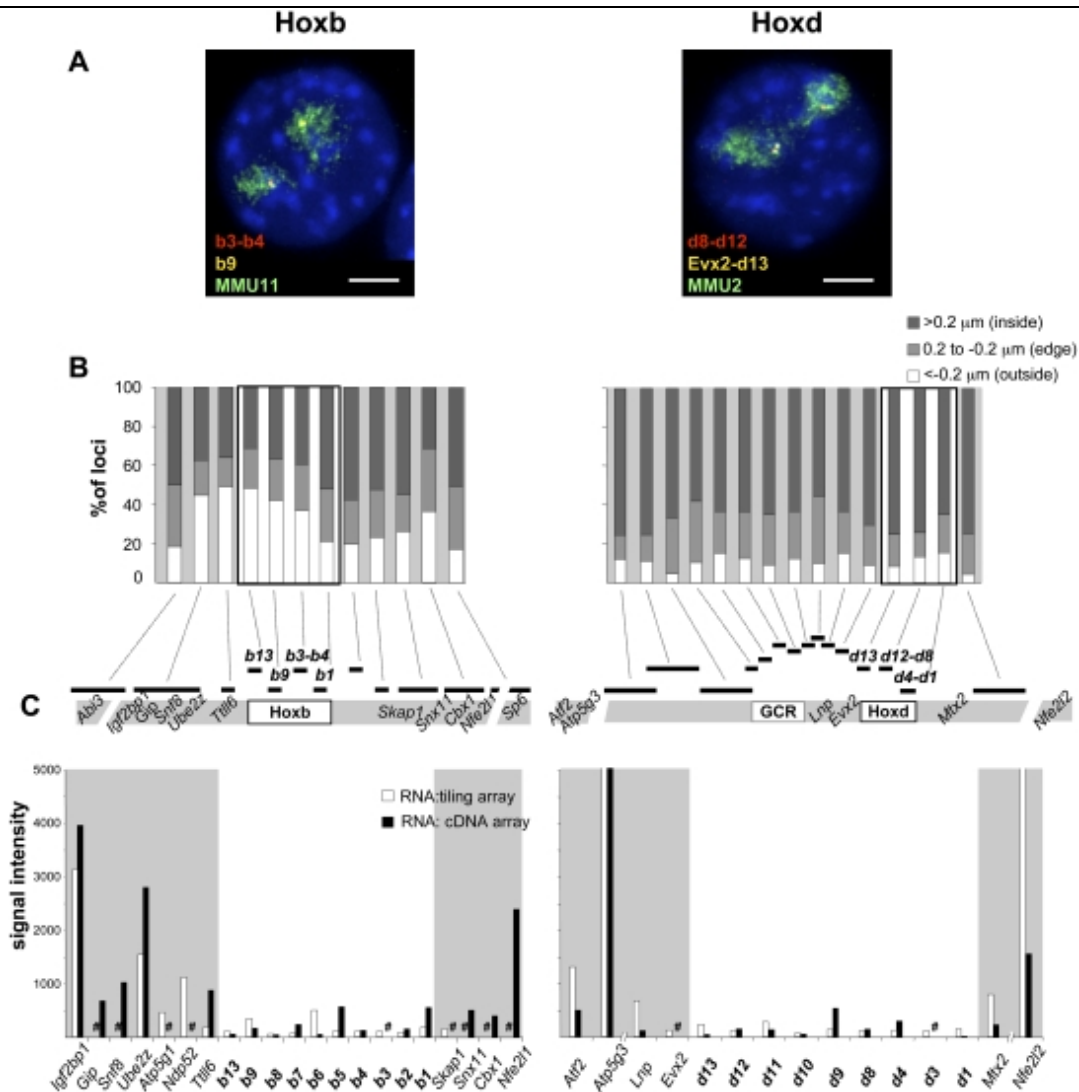 Hoxb Hoxd
A
b3-b4
b9
MMU11
d8-d12
Evx2-d13
MMU2
>0.2 µm (inside)
0.2 to -0.2 µm (edge)
<-0.2 µm (outside)
B
%of loci
100
80
60
40
20
0
b13 b3-b4
b9 b1
d13 d12-d8
d4-d1
Abi3 Igf2bp1 Gip Snf8 Ube2z Ttll6 Hoxb Skap1 Snx11 Cbx1 Nfe2l1 Sp6
Atf2 Atp5g3 GCR Lnp Evx2 Hoxd Mtx2 Nfe2l2
C
signal intensity
5000
4000
3000
2000
1000
RNA:tiling array
RNA: cDNA array
# # # # # # # #
# #
Igf2bp1 Gip Snf8 Ube2z Atp5g1 Ndp52 Ttll6 b13 b9 b8 b7 b6 b5 b4 b3 b2 b1 Skap1 Snx11 Cbx1 Nfe2l1
Atf2 Atp5g3 Lnp Evx2 d13 d12 d11 d10 d9 d8 d4 d3 d1 Mtx2 Nfe2l2